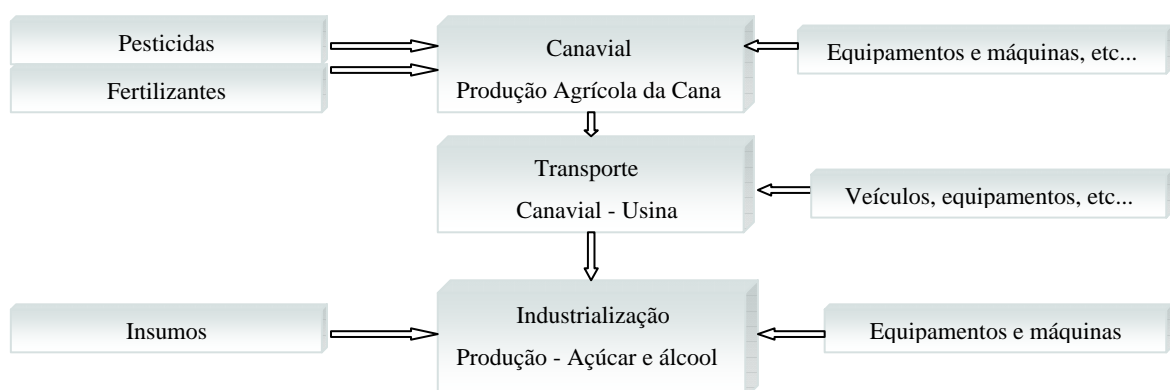 Pesticidas
Fertilizantes
Canavial
Produção Agrícola da Cana
Equipamentos e máquinas, etc...
Transporte
Canavial - Usina
Veículos, equipamentos, etc...
Insumos
Industrialização
Produção - Açúcar e álcool
Equipamentos e máquinas